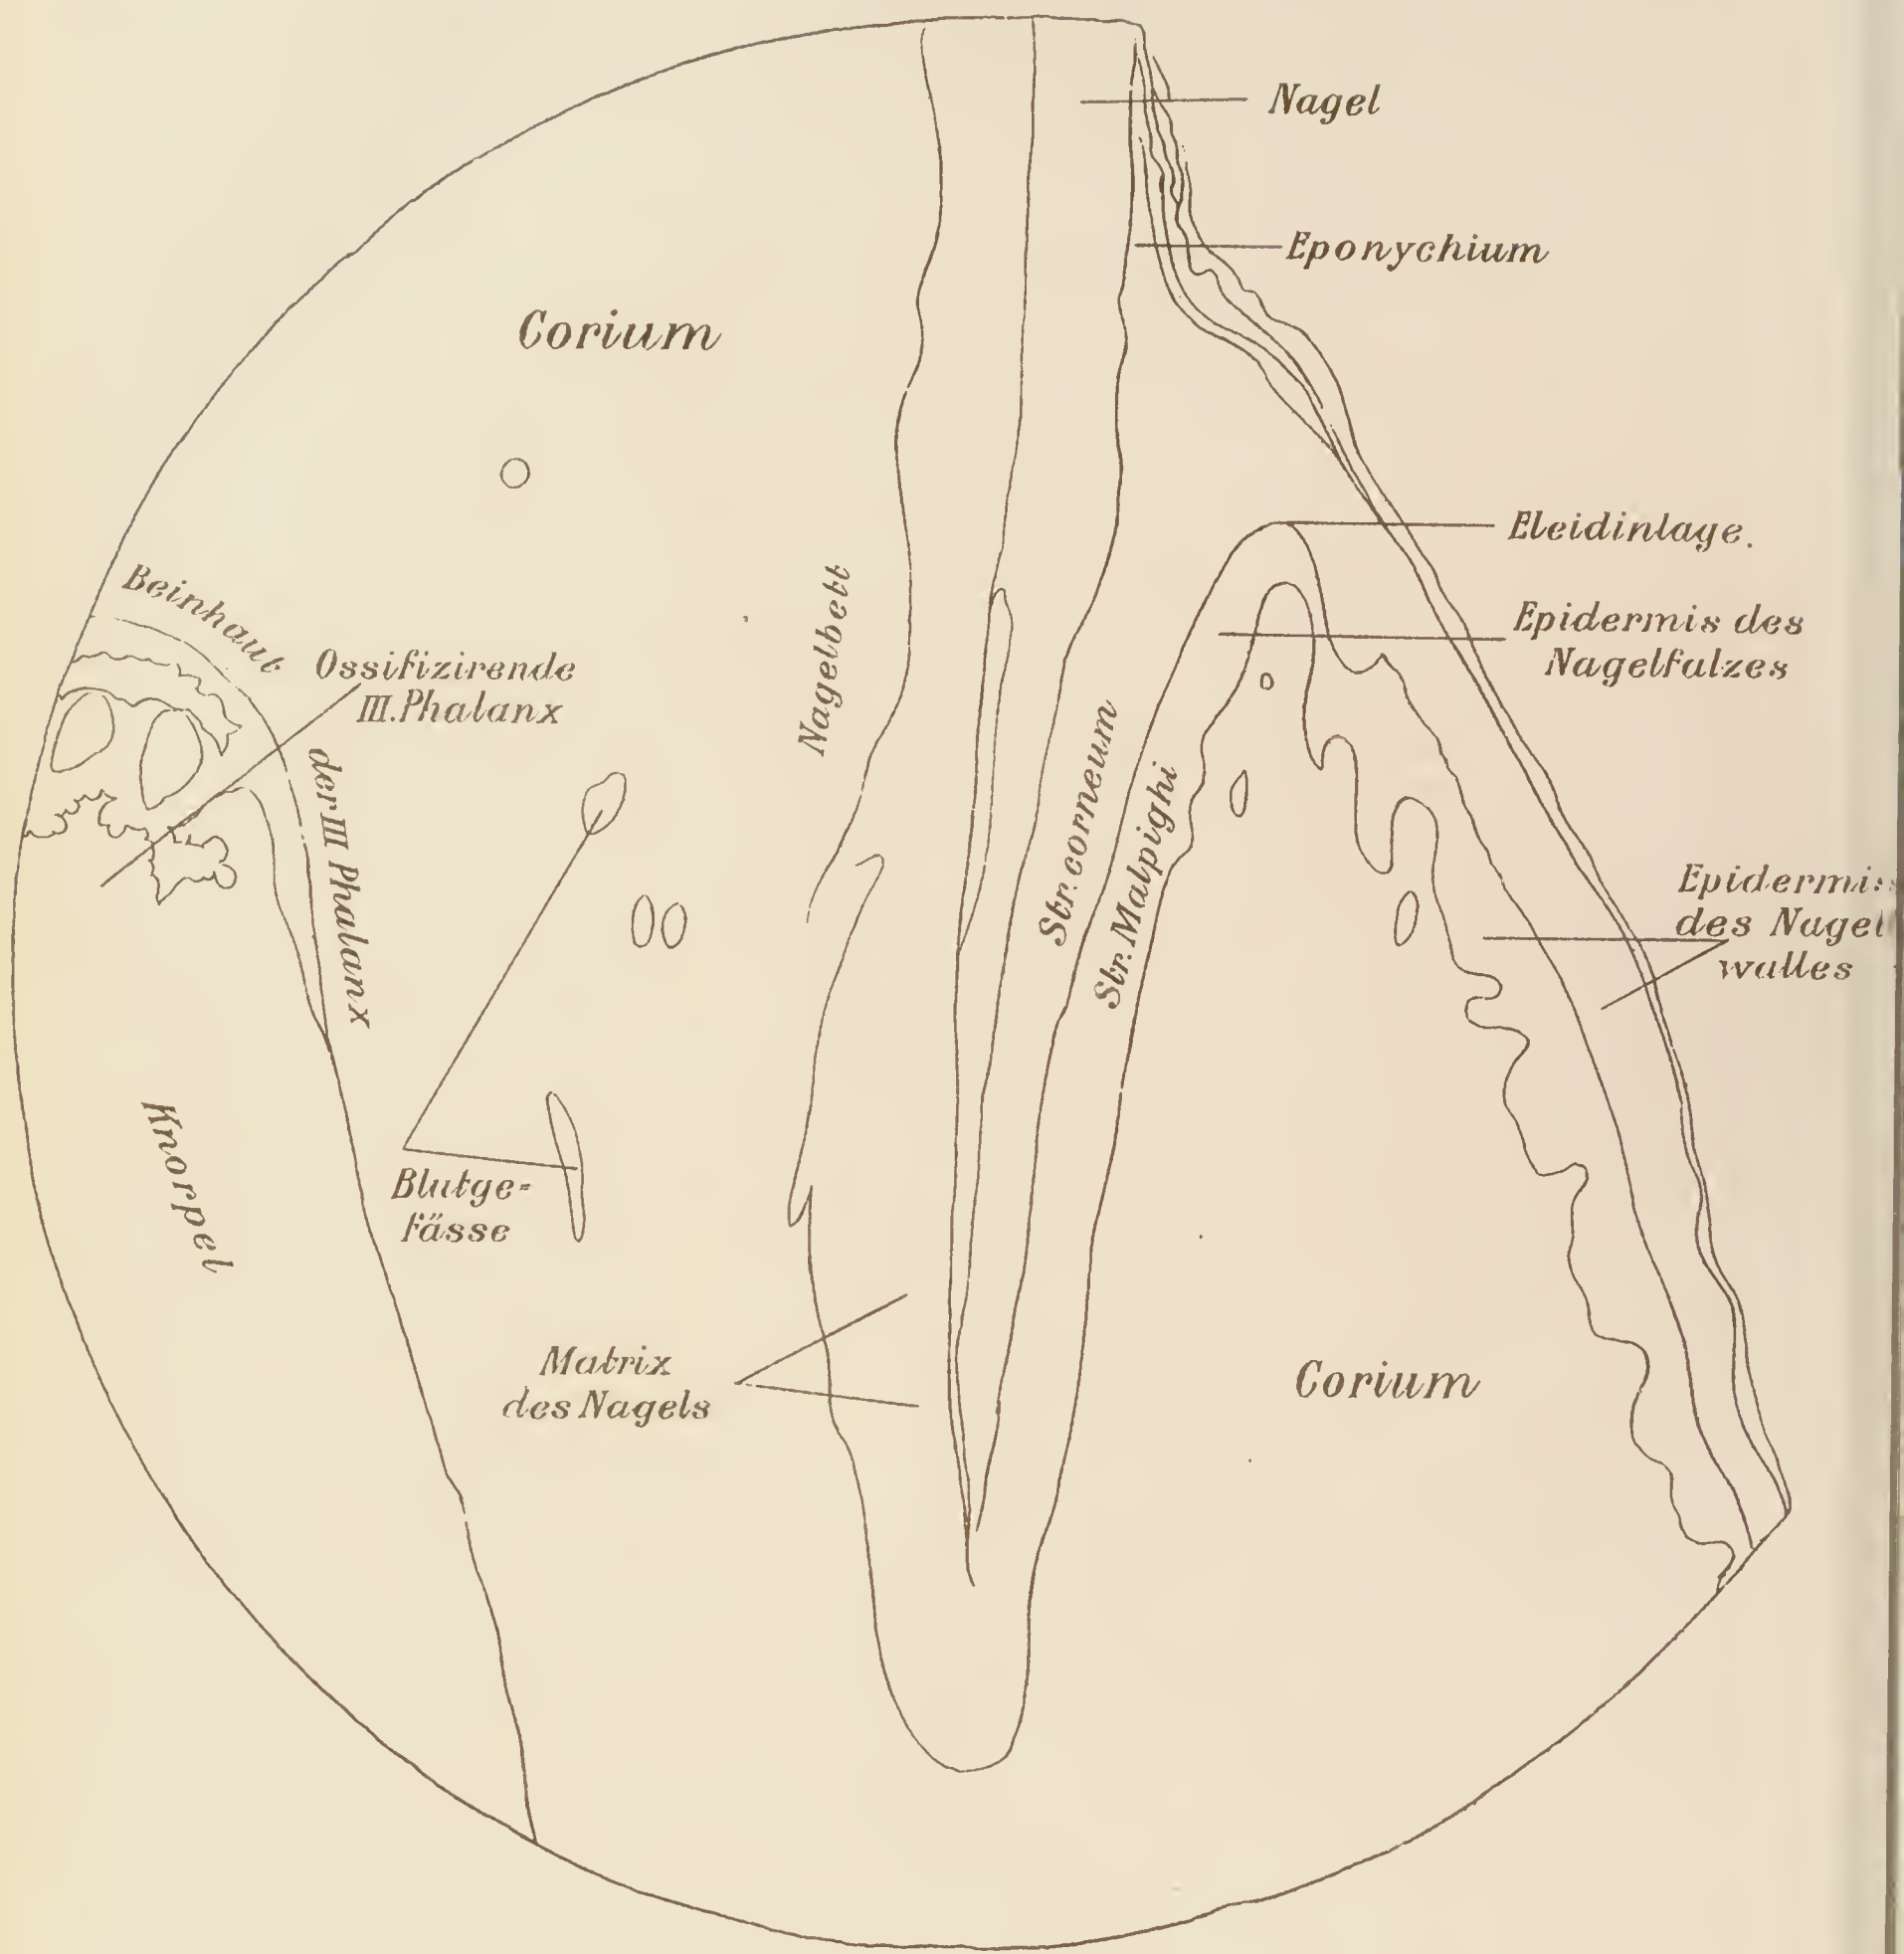 Nagel
Eponychium
Corium
Eleidinlage.
Beinhaut
der III Phalanx
Ossifizirende
III. Phalanx
Nagelbett
Epidermis des
Nagelfalzes
Str. corneum
Str. Malpighi
Epidermis
des Nagel
walles
Knorpel
Blutge=
fässe
Matrix
des Nagels
Corium